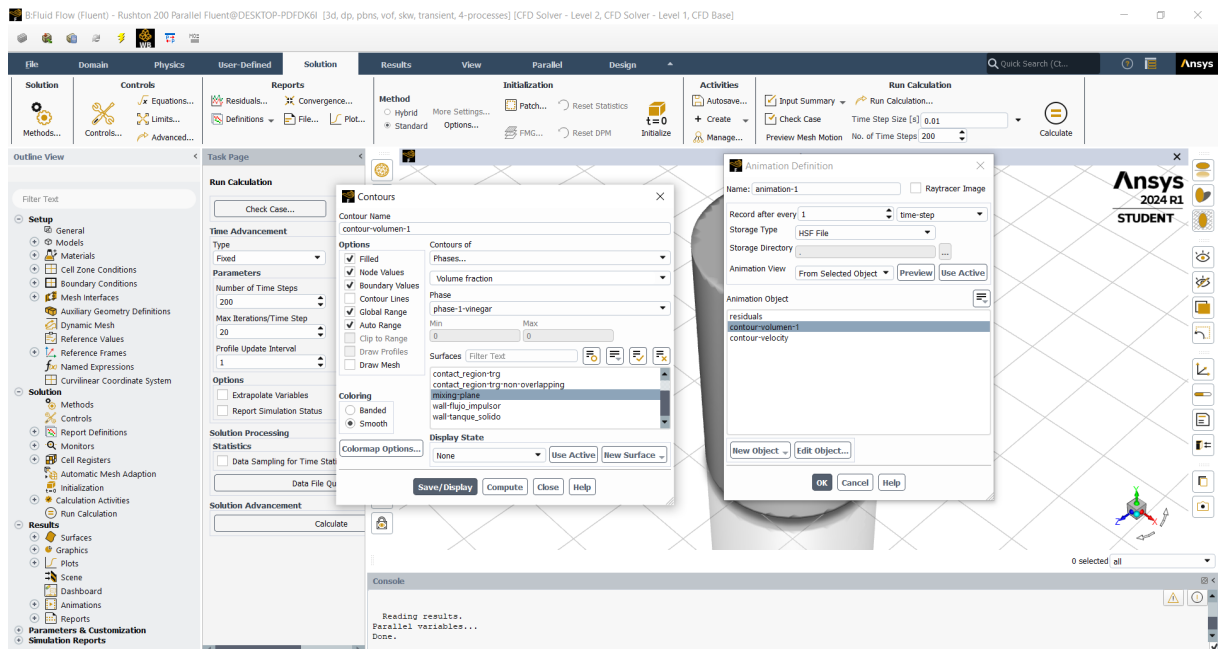 B:Fluid Flow (Fluent) - Rushton 200 Parallel Fluent@DESKTOP-PDFDK6I [3d, dp, pbns, vof, skw, transient, 4-processes] [CFD Solver - Level 2, CFD Solver - Level 1, CFD Base]
WB
File Domain Physics User-Defined Solution Results View Parallel Design Quick Search (Ct... Ansys
Solution Controls Reports Initialization Activities Run Calculation
Methods... Controls... Equations... Limits... Advanced...
Residuals... Convergence...
Definitions File... Plot...
Method
Hybrid More Settings...
Standard Options...
Patch... Reset Statistics
FMG... Reset DPM
t=0
Initialize
Autosave...
Create
Manage...
Input Summary Run Calculation...
Check Case Time Step Size [s] 0.01
Preview Mesh Motion No. of Time Steps 200
Calculate
Outline View
Filter Text
Setup
General
Models
Materials
Cell Zone Conditions
Boundary Conditions
Mesh Interfaces
Auxiliary Geometry Definitions
Dynamic Mesh
Reference Values
Reference Frames
Named Expressions
Curvilinear Coordinate System
Solution
Methods
Controls
Report Definitions
Monitors
Cell Registers
Automatic Mesh Adaption
Initialization
Calculation Activities
Run Calculation
Results
Surfaces
Graphics
Plots
Scene
Dashboard
Animations
Reports
Parameters & Customization
Simulation Reports
Task Page
Run Calculation
Check Case...
Time Advancement
Type
Fixed
Parameters
Number of Time Steps
200
Max Iterations/Time Step
20
Profile Update Interval
1
Options
Extrapolate Variables
Report Simulation Status
Solution Processing
Statistics
Data Sampling for Time Stati
Data File Qu
Solution Advancement
Calculate
Contours
Contour Name
contour-volumen-1
Options
Filled
Node Values
Boundary Values
Contour Lines
Global Range
Auto Range
Clip to Range
Draw Profiles
Draw Mesh
Coloring
Banded
Smooth
Colormap Options...
Contours of
Phases...
Volume fraction
Phase
phase-1-vinegar
Min Max
0 0
Surfaces Filter Text
contact_region-trg
contact_region-trg-non-overlapping
mixing-plane
wall-flujo_impulsor
wall-tanque_solido
Display State
None Use Active New Surface
Save/Display Compute Close Help
Animation Definition
Name: animation-1 Raytracer Image
Record after every 1 time-step
Storage Type HSF File
Storage Directory . ...
Animation View From Selected Object Preview Use Active
Animation Object
residuals
contour-volumen-1
contour-velocity
New Object Edit Object...
OK Cancel Help
Ansys
2024 R1
STUDENT
Y
Z X
0 selected all
Console
Reading results.
Parallel variables...
Done.